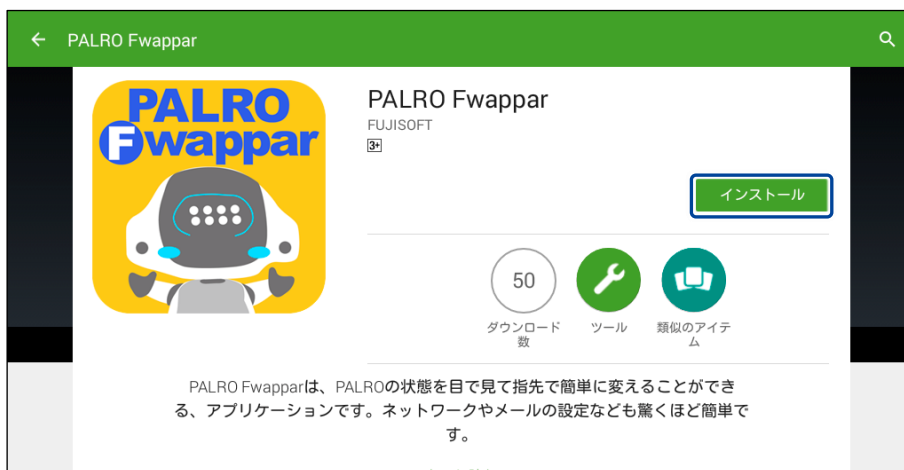 PALRO Fwappar
PALRO
Fwappar
PALRO Fwappar
FUJISOFT
3+
インストール
50
ダウンロード
数
ツール
類似のアイテ
ム
PALRO Fwapparは、PALROの状態を目で見て指先で簡単に変えることができ
る、アプリケーションです。ネットワークやメールの設定なども驚くほど簡単で
す。